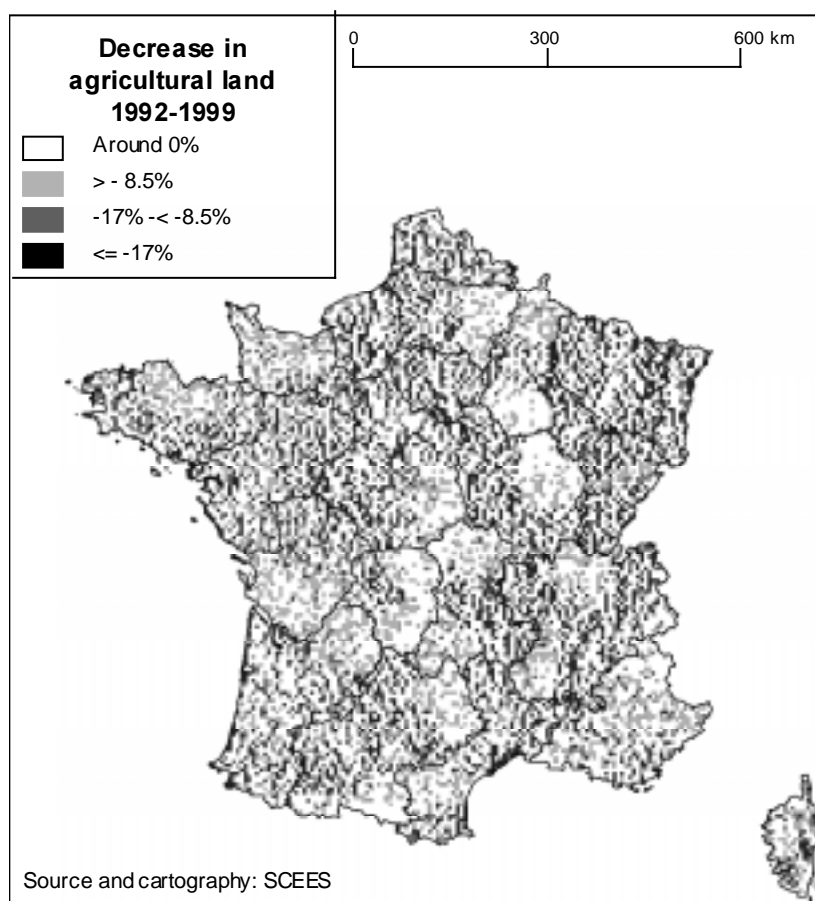 Decrease in
agricultural land
1992-1999
Around 0%
> - 8.5%
-17% -< -8.5%
<= -17%
0 300 600 km
Source and cartography: SCEES